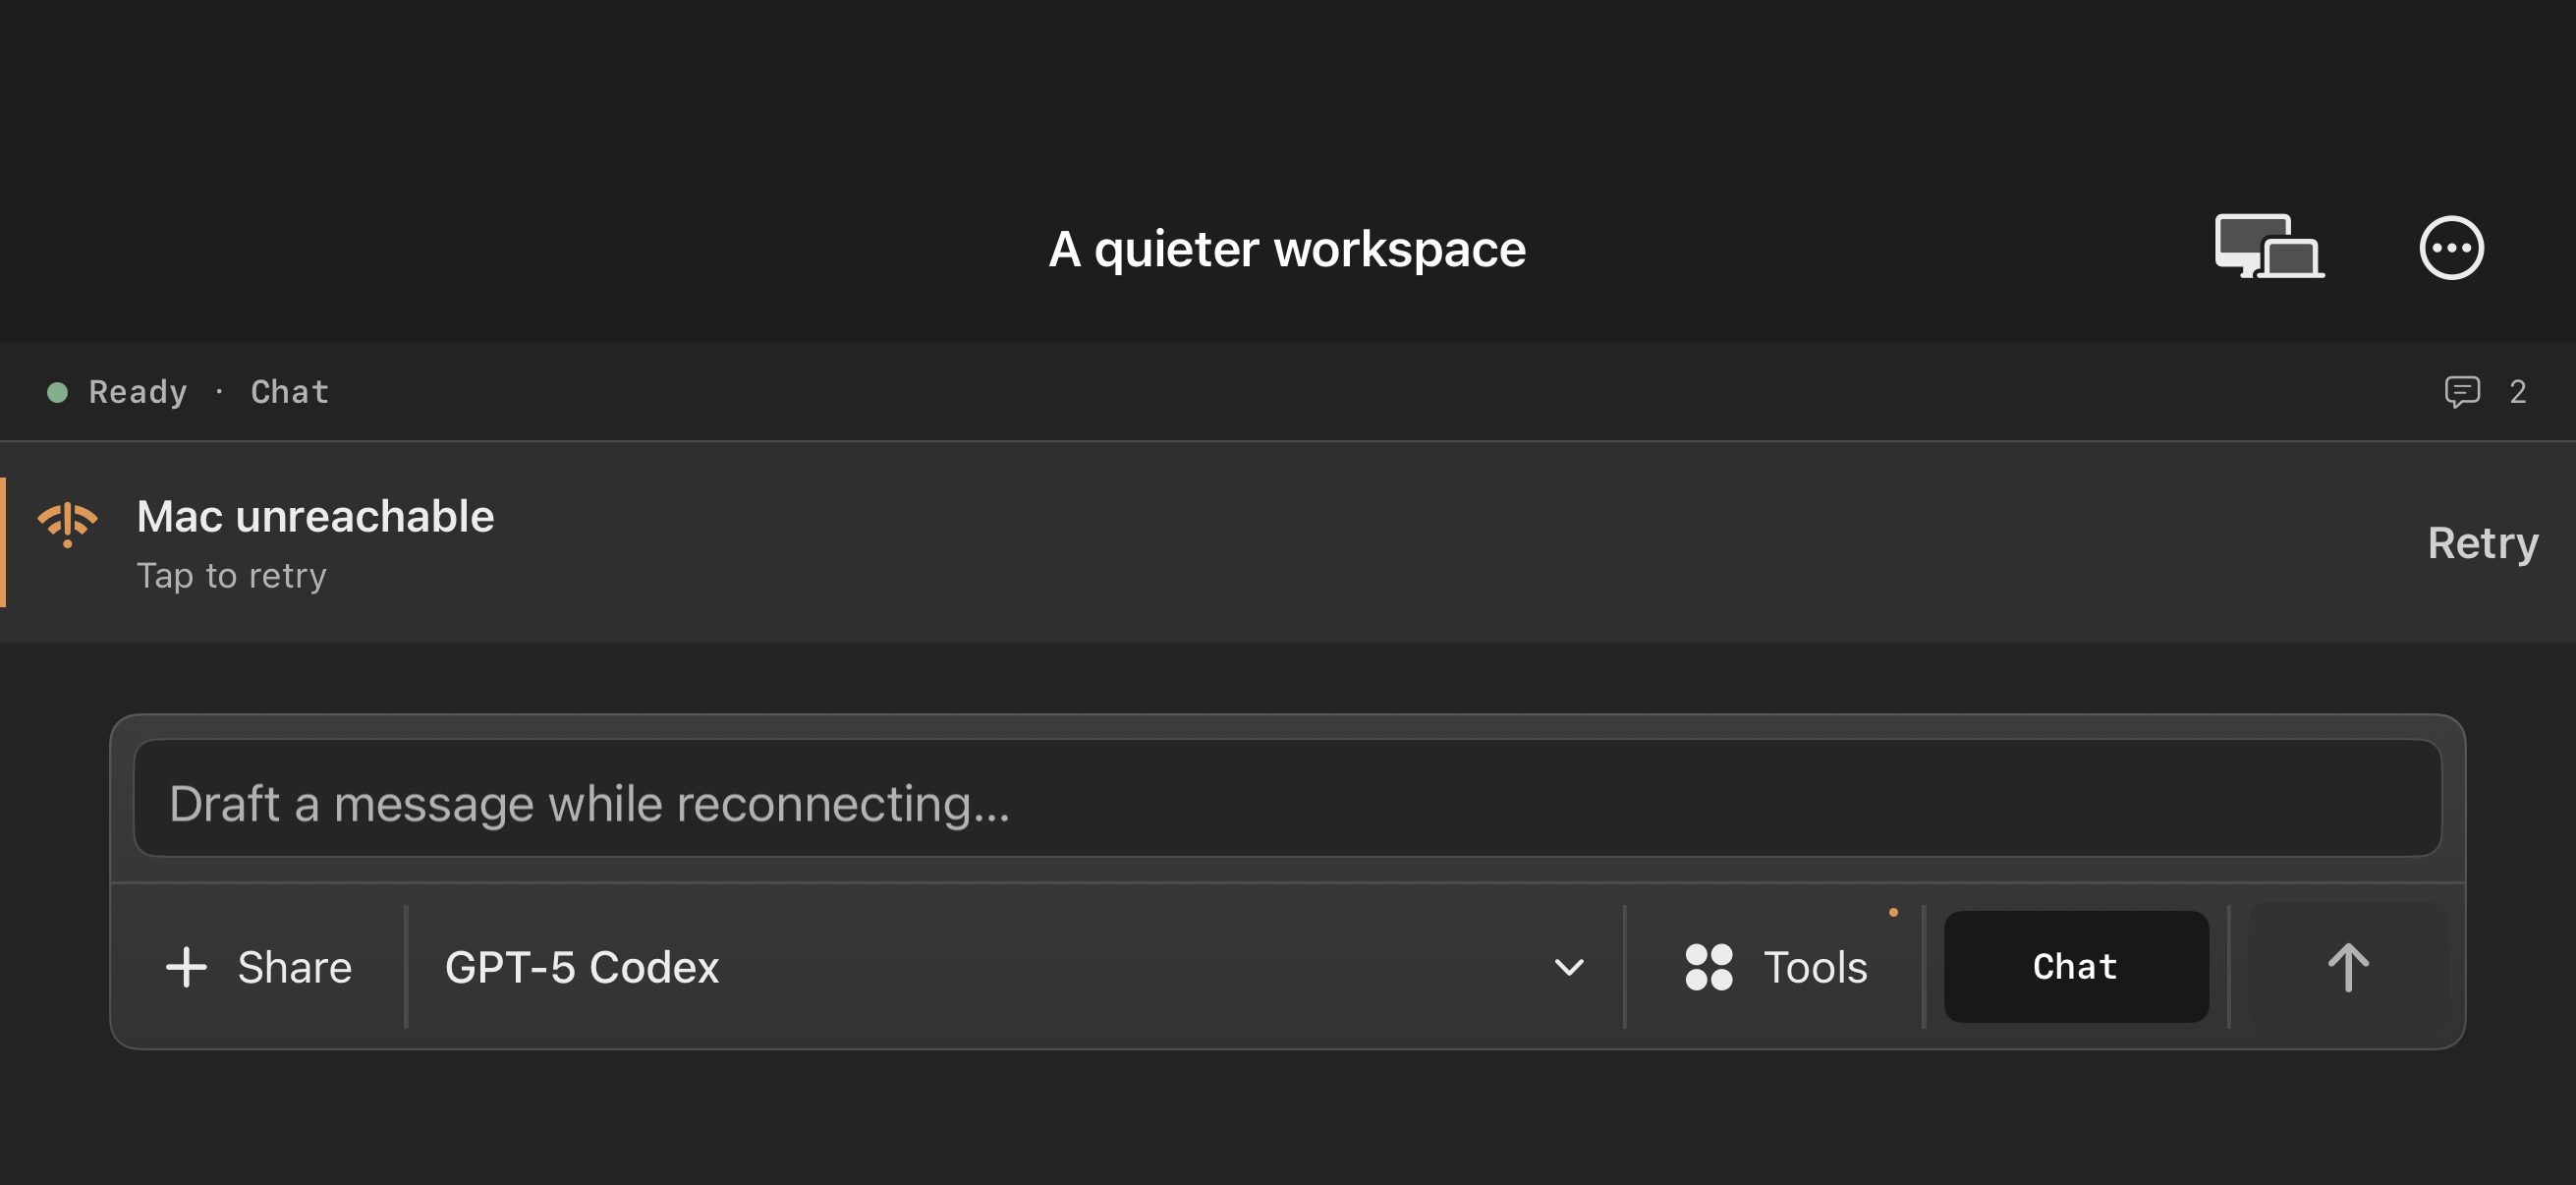 A quieter workspace
Ready · Chat 2
Mac unreachable
Tap to retry
Retry
Draft a message while reconnecting...
Share GPT-5 Codex Tools Chat